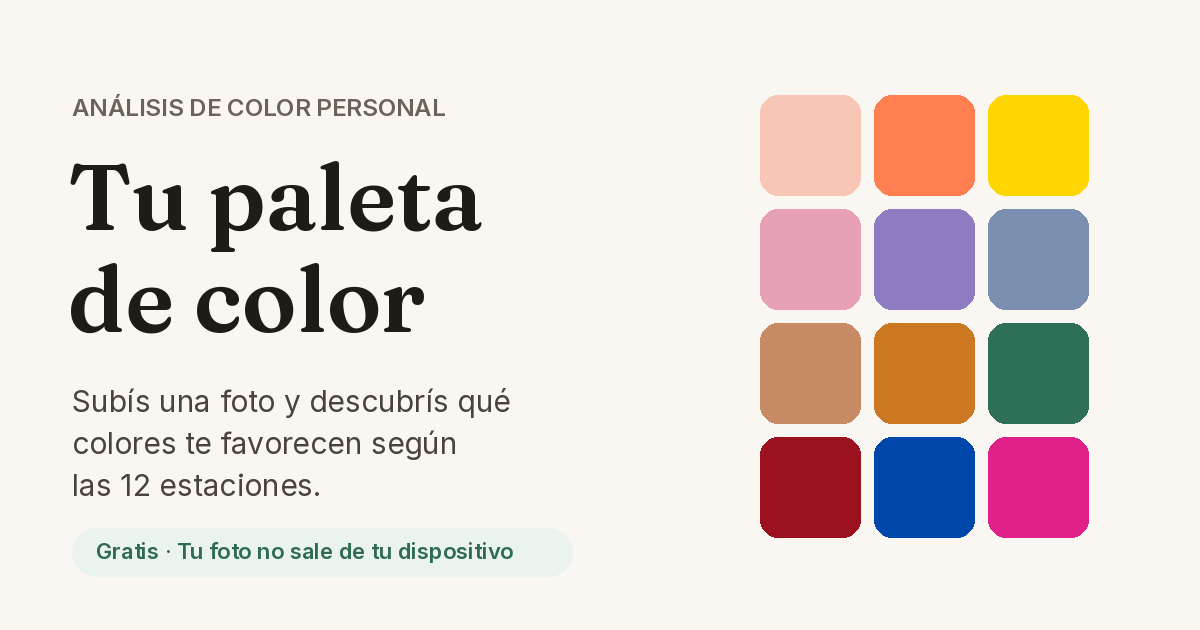 ANÁLISIS DE COLOR PERSONAL
Tu paleta
de color
Subís una foto y descubrís qué
colores te favorecen según
las 12 estaciones.
Gratis · Tu foto no sale de tu dispositivo